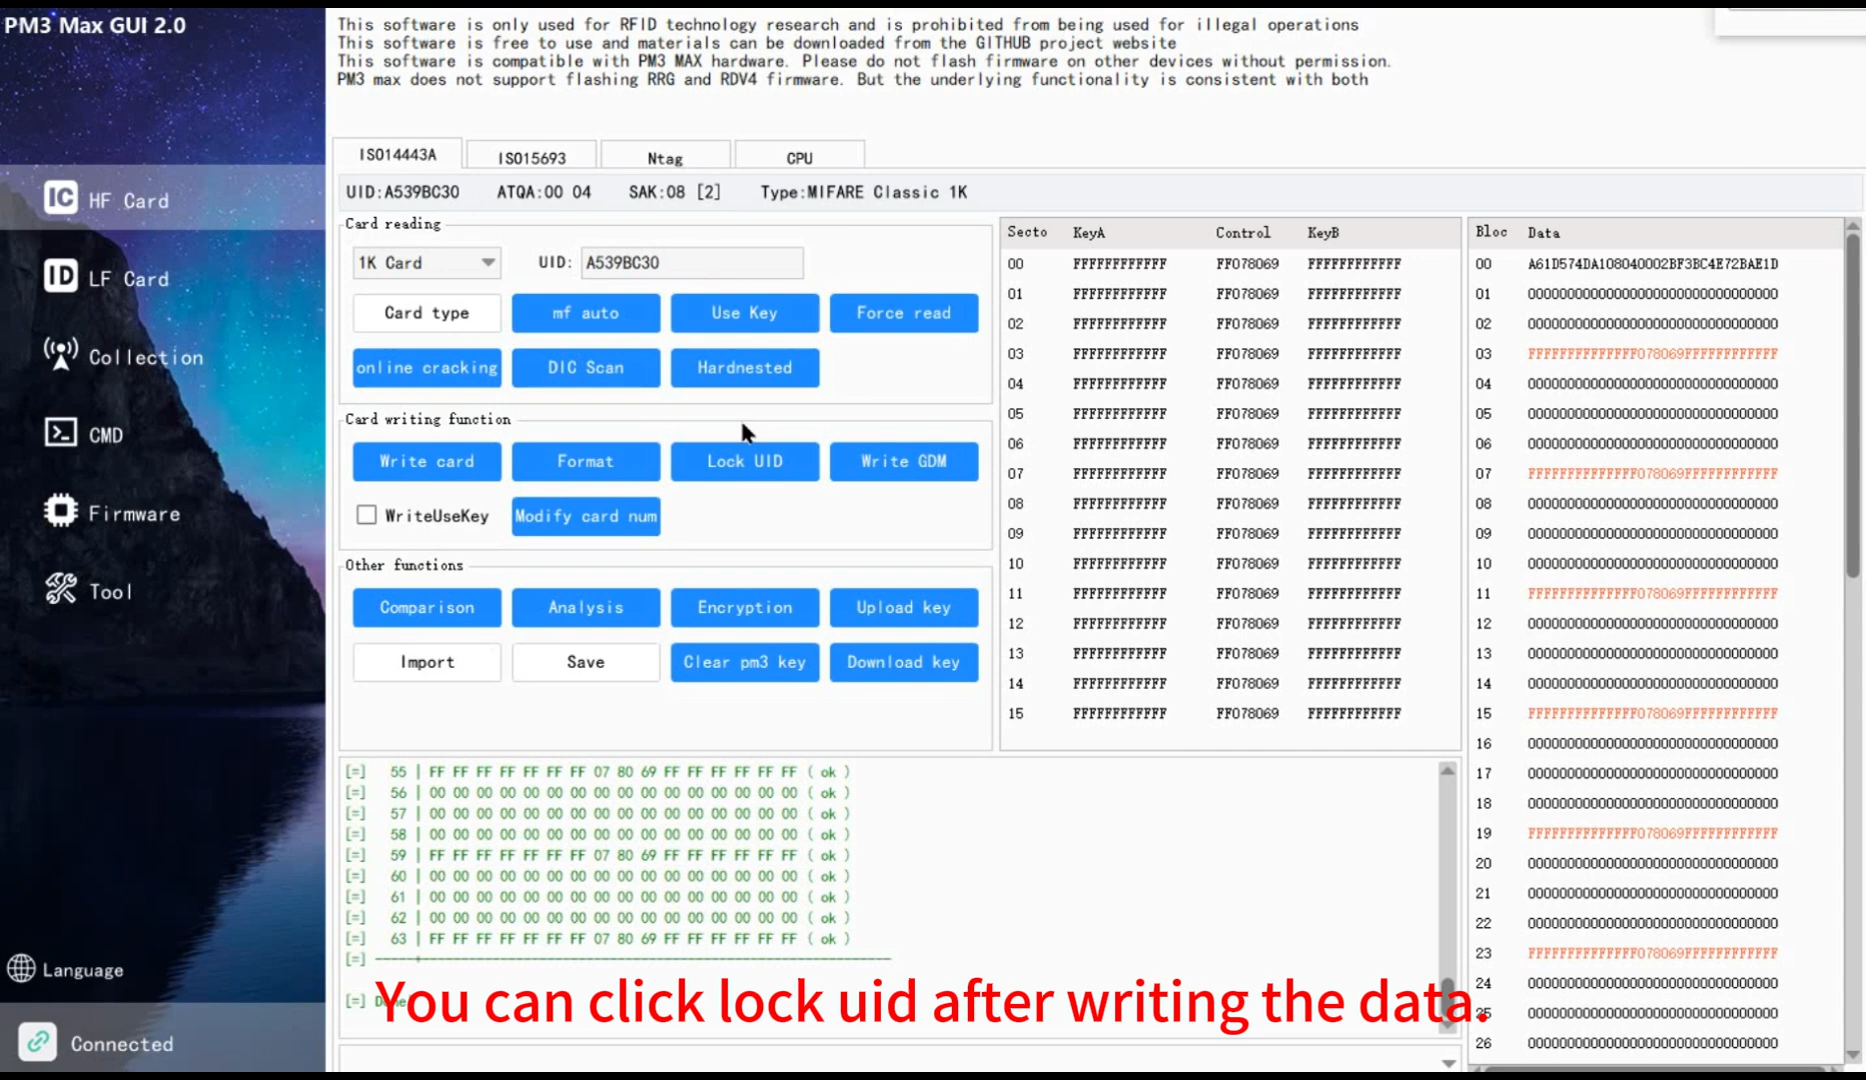 PM3 Max GUI 2.0
This software is only used for RFID technology research and is prohibited from being used for illegal operations
This software is free to use and materials can be downloaded from the GITHUB project website
This software is compatible with PM3 MAX hardware. Please do not flash firmware on other devices without permission.
PM3 max does not support flashing RRG and RDV4 firmware. But the underlying functionality is consistent with both
HF Card
LF Card
Collection
CMD
Firmware
Tool
Language
Connected
ISO14443A ISO15693 Ntag CPU
UID:A539BC30 ATQA:00 04 SAK:08 [2] Type:MIFARE Classic 1K
Card reading
1K Card UID: A539BC30
Card type mf auto Use Key Force read
online cracking DIC Scan Hardnested
Card writing function
Write card Format Lock UID Write GDM
WriteUseKey Modify card num
Other functions
Comparison Analysis Encryption Upload key
Import Save Clear pm3 key Download key
Secto KeyA Control KeyB
00 FFFFFFFFFFFF FF078069 FFFFFFFFFFFF
01 FFFFFFFFFFFF FF078069 FFFFFFFFFFFF
02 FFFFFFFFFFFF FF078069 FFFFFFFFFFFF
03 FFFFFFFFFFFF FF078069 FFFFFFFFFFFF
04 FFFFFFFFFFFF FF078069 FFFFFFFFFFFF
05 FFFFFFFFFFFF FF078069 FFFFFFFFFFFF
06 FFFFFFFFFFFF FF078069 FFFFFFFFFFFF
07 FFFFFFFFFFFF FF078069 FFFFFFFFFFFF
08 FFFFFFFFFFFF FF078069 FFFFFFFFFFFF
09 FFFFFFFFFFFF FF078069 FFFFFFFFFFFF
10 FFFFFFFFFFFF FF078069 FFFFFFFFFFFF
11 FFFFFFFFFFFF FF078069 FFFFFFFFFFFF
12 FFFFFFFFFFFF FF078069 FFFFFFFFFFFF
13 FFFFFFFFFFFF FF078069 FFFFFFFFFFFF
14 FFFFFFFFFFFF FF078069 FFFFFFFFFFFF
15 FFFFFFFFFFFF FF078069 FFFFFFFFFFFF
Bloc Data
00 A61D574DA108040002BF3BC4E72BAE1D
01 00000000000000000000000000000000
02 00000000000000000000000000000000
03 FFFFFFFFFFFFFF078069FFFFFFFFFFFF
04 00000000000000000000000000000000
05 00000000000000000000000000000000
06 00000000000000000000000000000000
07 FFFFFFFFFFFFFF078069FFFFFFFFFFFF
08 00000000000000000000000000000000
09 00000000000000000000000000000000
10 00000000000000000000000000000000
11 FFFFFFFFFFFFFF078069FFFFFFFFFFFF
12 00000000000000000000000000000000
13 00000000000000000000000000000000
14 00000000000000000000000000000000
15 FFFFFFFFFFFFFF078069FFFFFFFFFFFF
16 00000000000000000000000000000000
17 00000000000000000000000000000000
18 00000000000000000000000000000000
19 FFFFFFFFFFFFFF078069FFFFFFFFFFFF
20 00000000000000000000000000000000
21 00000000000000000000000000000000
22 00000000000000000000000000000000
23 FFFFFFFFFFFFFF078069FFFFFFFFFFFF
24 00000000000000000000000000000000
25 00000000000000000000000000000000
26 00000000000000000000000000000000
[=] 55 | FF FF FF FF FF FF FF 07 80 69 FF FF FF FF FF FF ( ok )
[=] 56 | 00 00 00 00 00 00 00 00 00 00 00 00 00 00 00 00 ( ok )
[=] 57 | 00 00 00 00 00 00 00 00 00 00 00 00 00 00 00 00 ( ok )
[=] 58 | 00 00 00 00 00 00 00 00 00 00 00 00 00 00 00 00 ( ok )
[=] 59 | FF FF FF FF FF FF FF 07 80 69 FF FF FF FF FF FF ( ok )
[=] 60 | 00 00 00 00 00 00 00 00 00 00 00 00 00 00 00 00 ( ok )
[=] 61 | 00 00 00 00 00 00 00 00 00 00 00 00 00 00 00 00 ( ok )
[=] 62 | 00 00 00 00 00 00 00 00 00 00 00 00 00 00 00 00 ( ok )
[=] 63 | FF FF FF FF FF FF FF 07 80 69 FF FF FF FF FF FF ( ok )
[=]
[=] Done
You can click lock uid after writing the data.